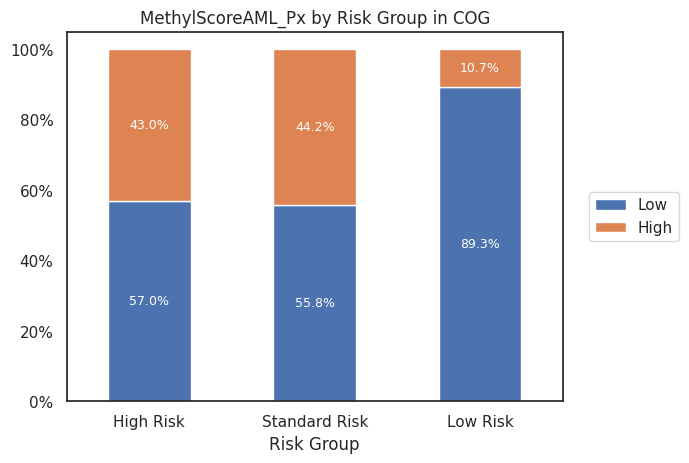 MethylScoreAML_Px by Risk Group in COG
100%
80%
60%
40%
20%
0%
43.0%
44.2%
10.7%
57.0%
55.8%
89.3%
Low
High
High Risk
Standard Risk
Low Risk
Risk Group